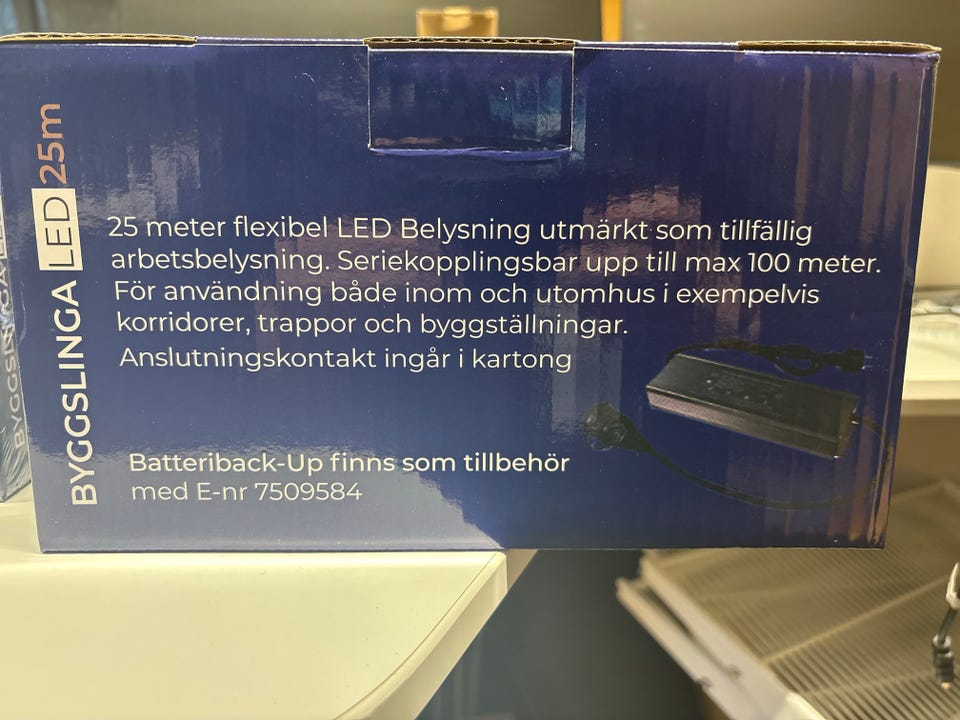 BYGGSLINGA LED 25m
25 meter flexibel LED Belysning utmärkt som tillfällig
arbetsbelysning. Seriekopplingsbar upp till max 100 meter.
För användning både inom och utomhus i exempelvis
korridorer, trappor och byggställningar.
Anslutningskontakt ingår i kartong
Batteriback-Up finns som tillbehör
med E-nr 7509584
BYGGSLINGA LED